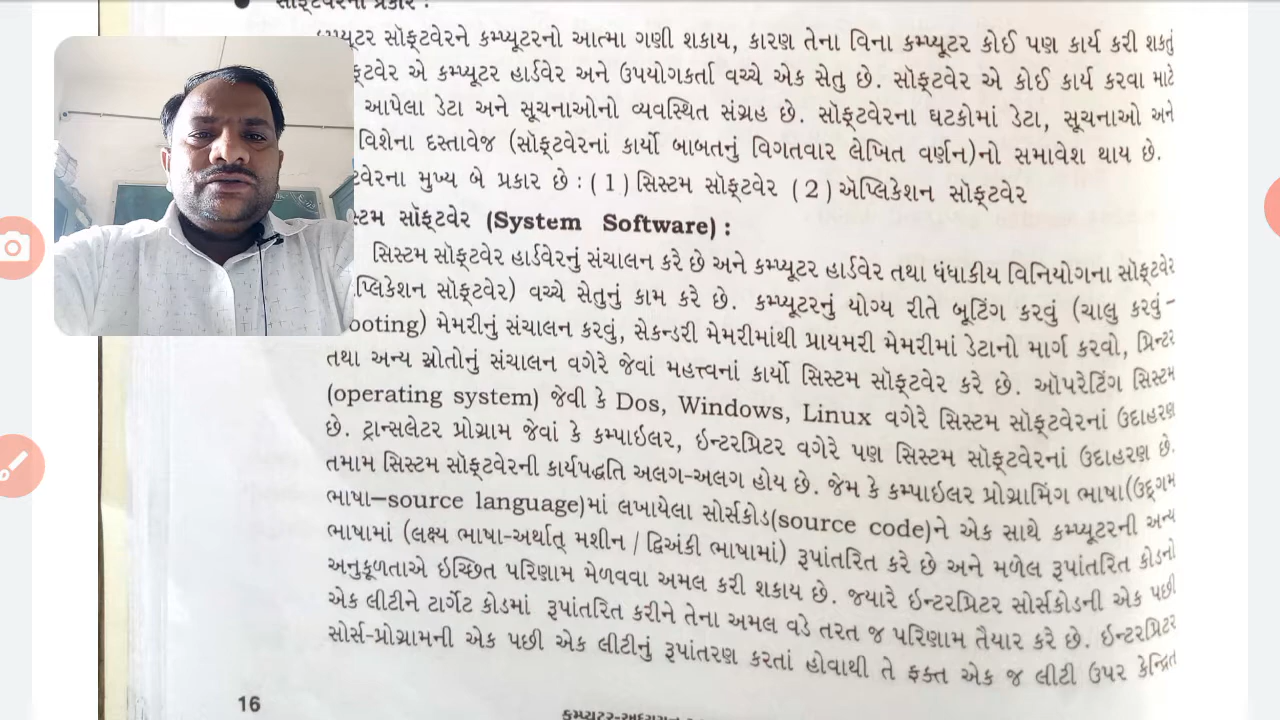 સૉફ્ટવેરના પ્રકાર :
કમ્પ્યૂટર સૉફ્ટવેરને કમ્પ્યૂટરનો આત્મા ગણી શકાય, કારણ તેના વિના કમ્પ્યૂટર કોઈ પણ કાર્ય કરી શકતું
એ કમ્પ્યૂટર હાર્ડવેર અને ઉપયોગકર્તા વચ્ચે એક સેતુ છે. સૉફ્ટવેર એ કોઈ કાર્ય કરવા માટે
આપેલા ડેટા અને સૂચનાઓનો વ્યવસ્થિત સંગ્રહ છે. સૉફ્ટવેરના ઘટકોમાં ડેટા, સૂચનાઓ અને
વિશેના દસ્તાવેજ (સૉફ્ટવેરનાં કાર્યો બાબતનું વિગતવાર લેખિત વર્ણન)નો સમાવેશ થાય છે.
ટવેરના મુખ્ય બે પ્રકાર છે : ( 1 ) સિસ્ટમ સૉફ્ટવેર ( 2 ) ઍપ્લિકેશન સૉફ્ટવેર
સ્ટમ સૉફ્ટવેર (System Software) :
સિસ્ટમ સૉફ્ટવેર હાર્ડવેરનું સંચાલન કરે છે અને કમ્પ્યૂટર હાર્ડવેર તથા ધંધાકીય વિનિયોગના સૉફ્ટવેર
પ્લિકેશન સૉફ્ટવેર) વચ્ચે સેતુનું કામ કરે છે. કમ્પ્યૂટરનું યોગ્ય રીતે બૂટિંગ કરવું (ચાલુ કરવું-
ooting) મેમરીનું સંચાલન કરવું, સેકન્ડરી મેમરીમાંથી પ્રાયમરી મેમરીમાં ડેટાનો માર્ગ કરવો, પ્રિન્ટર
તથા અન્ય સ્રોતોનું સંચાલન વગેરે જેવાં મહત્ત્વનાં કાર્યો સિસ્ટમ સૉફ્ટવેર કરે છે. ઑપરેટિંગ સિસ્ટમ
(operating system) જેવી કે Dos, Windows, Linux વગેરે સિસ્ટમ સૉફ્ટવેરનાં ઉદાહરણ
છે. ટ્રાન્સલેટર પ્રોગ્રામ જેવાં કે કમ્પાઇલર, ઇન્ટરપ્રિટર વગેરે પણ સિસ્ટમ સૉફ્ટવેરનાં ઉદાહરણ છે.
તમામ સિસ્ટમ સૉફ્ટવેરની કાર્યપદ્ધતિ અલગ-અલગ હોય છે. જેમ કે કમ્પાઇલર પ્રોગ્રામિંગ ભાષા(ઉદ્દગમ
ભાષા—source language)માં લખાયેલા સોર્સકોડ(source code)ને એક સાથે કમ્પ્યૂટરની અન્ય
ભાષામાં (લક્ષ્ય ભાષા-અર્થાત્ મશીન / દ્વિઅંકી ભાષામાં) રૂપાંતરિત કરે છે અને મળેલ રૂપાંતરિત કોડનો
અનુકૂળતાએ ઇચ્છિત પરિણામ મેળવવા અમલ કરી શકાય છે. જ્યારે ઇન્ટરપ્રિટર સોર્સકોડની એક પછી
એક લીટીને ટાર્ગેટ કોડમાં રૂપાંતરિત કરીને તેના અમલ વડે તરત જ પરિણામ તૈયાર કરે છે. ઇન્ટરપ્રિટર
સોર્સ-પ્રોગ્રામની એક પછી એક લીટીનું રૂપાંતરણ કરતાં હોવાથી તે ફક્ત એક જ લીટી ઉપર કેન્દ્રિત
16